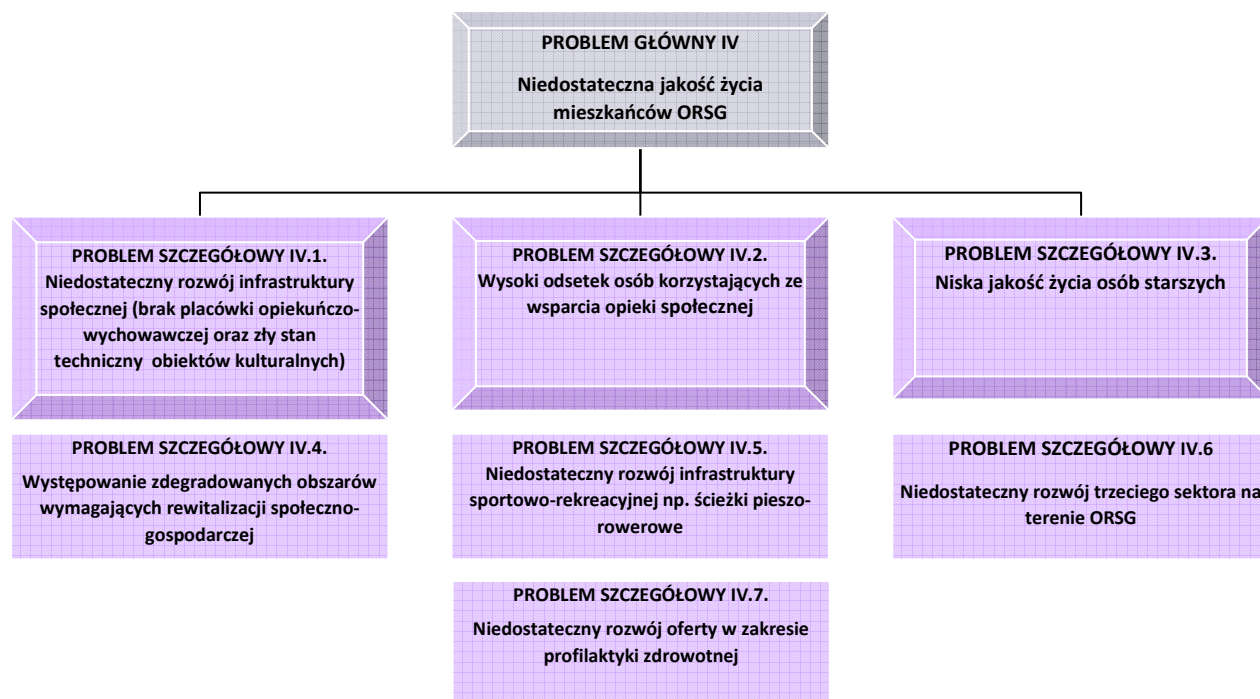 PROBLEM GŁÓWNY IV
Niedostateczna jakość życia
mieszkańców ORSG
PROBLEM SZCZEGÓŁOWY IV.1.
Niedostateczny rozwój infrastruktury
społecznej (brak placówki opiekuńczo-
wychowawczej oraz zły stan
techniczny obiektów kulturalnych)
PROBLEM SZCZEGÓŁOWY IV.2.
Wysoki odsetek osób korzystających ze
wsparcia opieki społecznej
PROBLEM SZCZEGÓŁOWY IV.3.
Niska jakość życia osób starszych
PROBLEM SZCZEGÓŁOWY IV.4.
Występowanie zdegradowanych obszarów
wymagających rewitalizacji społeczno-
gospodarczej
PROBLEM SZCZEGÓŁOWY IV.5.
Niedostateczny rozwój infrastruktury
sportowo-rekreacyjnej np. ścieżki pieszo-
rowerowe
PROBLEM SZCZEGÓŁOWY IV.6
Niedostateczny rozwój trzeciego sektora na
terenie ORSG
PROBLEM SZCZEGÓŁOWY IV.7.
Niedostateczny rozwój oferty w zakresie
profilaktyki zdrowotnej